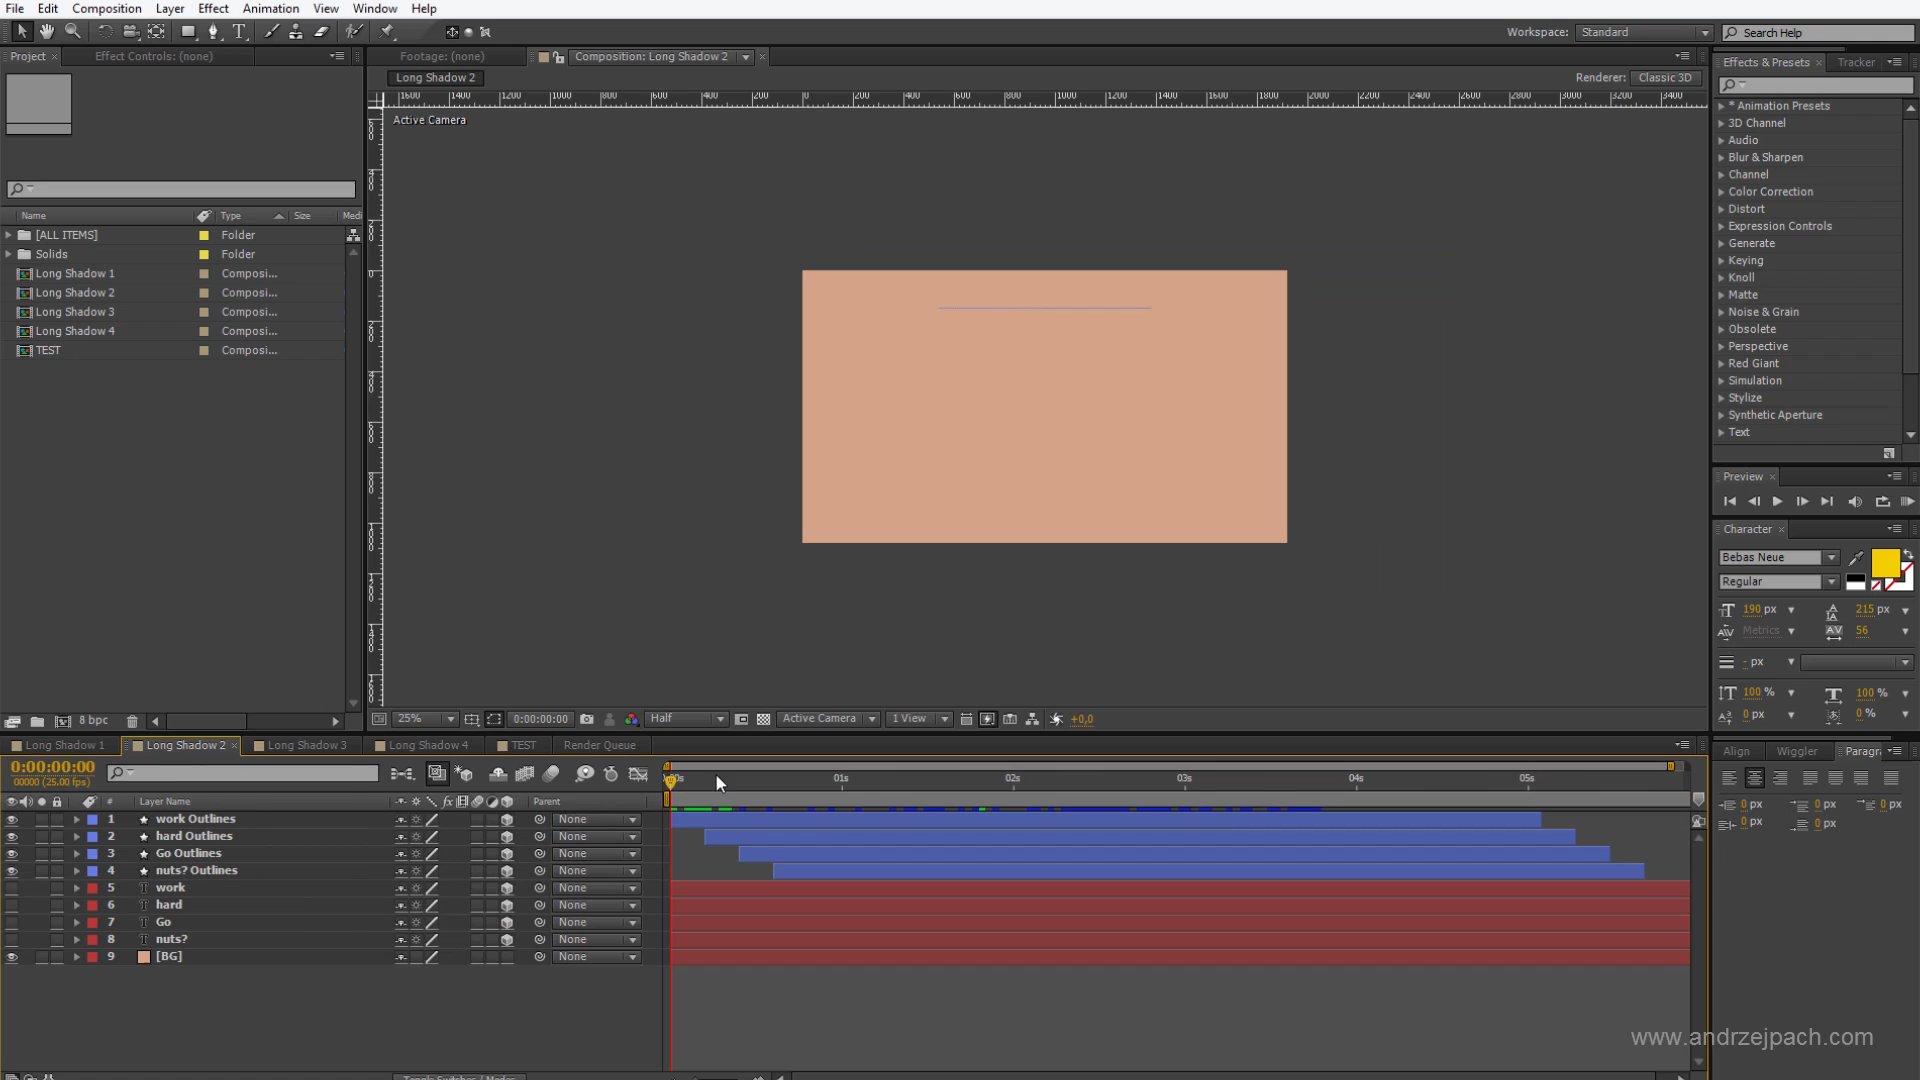 File Edit Composition Layer Effect Animation View Window Help
Workspace: Standard Search Help
Project Effect Controls: (none) Footage: (none) Composition: Long Shadow 2 Effects & Presets Tracker
Long Shadow 2 Renderer: Classic 3D
Active Camera
* Animation Presets
3D Channel
Audio
Blur & Sharpen
Channel
Color Correction
Distort
Expression Controls
Generate
Keying
Knoll
Matte
Noise & Grain
Obsolete
Perspective
Red Giant
Simulation
Stylize
Synthetic Aperture
Text
Name Type Size Medi
[ALL ITEMS] Folder
Solids Folder
Long Shadow 1 Composi...
Long Shadow 2 Composi...
Long Shadow 3 Composi...
Long Shadow 4 Composi...
TEST Composi...
Preview
Character
Bebas Neue
Regular
190 px 215 px
Metrics 56
- px
100 % 100 %
0 px 0 %
8 bpc 25% 0:00:00:00 Half Active Camera 1 View +0,0
Long Shadow 1 Long Shadow 2 Long Shadow 3 Long Shadow 4 TEST Render Queue
Align Wiggler Paragr
0 px 0 px 0 px
0 px 0 px
0:00:00:00
00000 (25.00 fps)
01s 02s 03s 04s 05s
# Layer Name Parent
1 work Outlines None
2 hard Outlines None
3 Go Outlines None
4 nuts? Outlines None
5 work None
6 hard None
7 Go None
8 nuts? None
9 [BG] None
www.andrzejpach.com